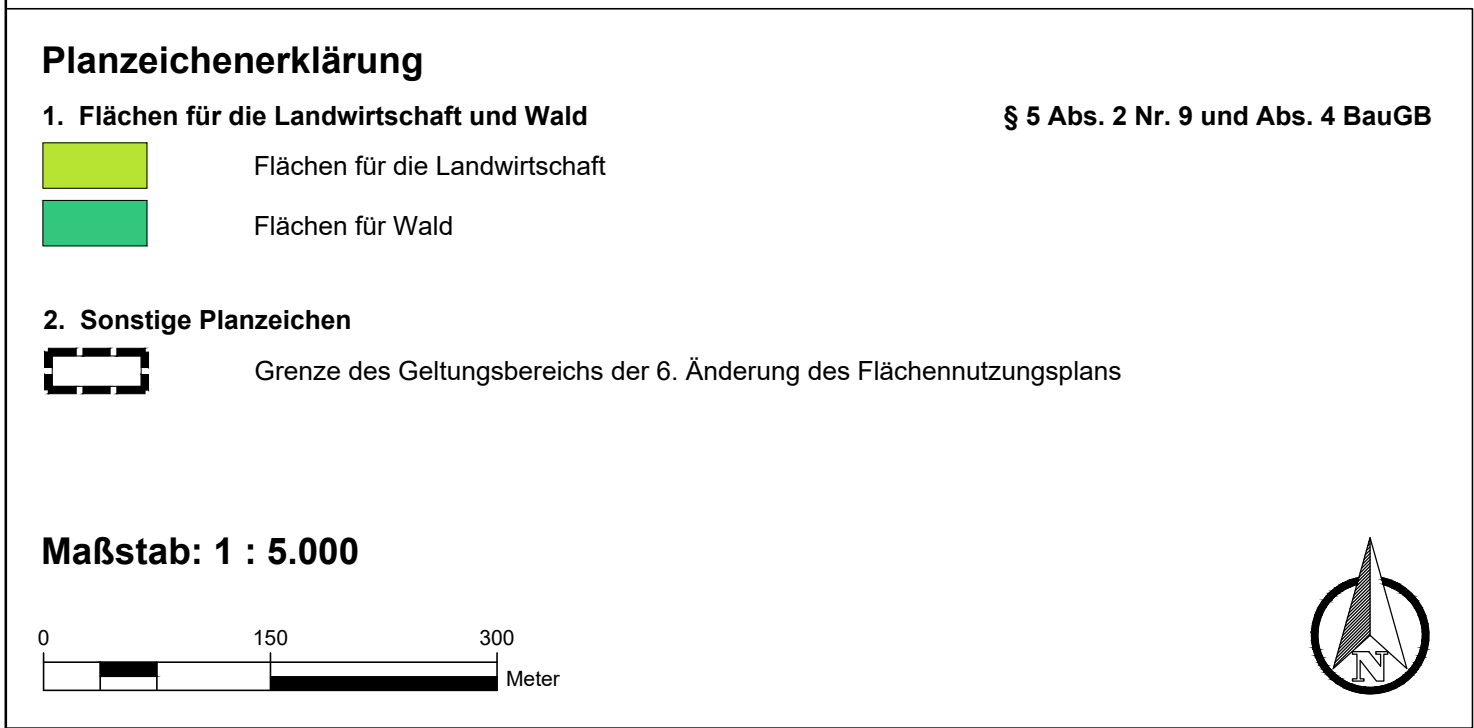 Planzeichenerklärung
1. Flächen für die Landwirtschaft und Wald § 5 Abs. 2 Nr. 9 und Abs. 4 BauGB
Flächen für die Landwirtschaft
Flächen für Wald
2. Sonstige Planzeichen
Grenze des Geltungsbereichs der 6. Änderung des Flächennutzungsplans
Maßstab: 1 : 5.000
0 150 300
Meter
N